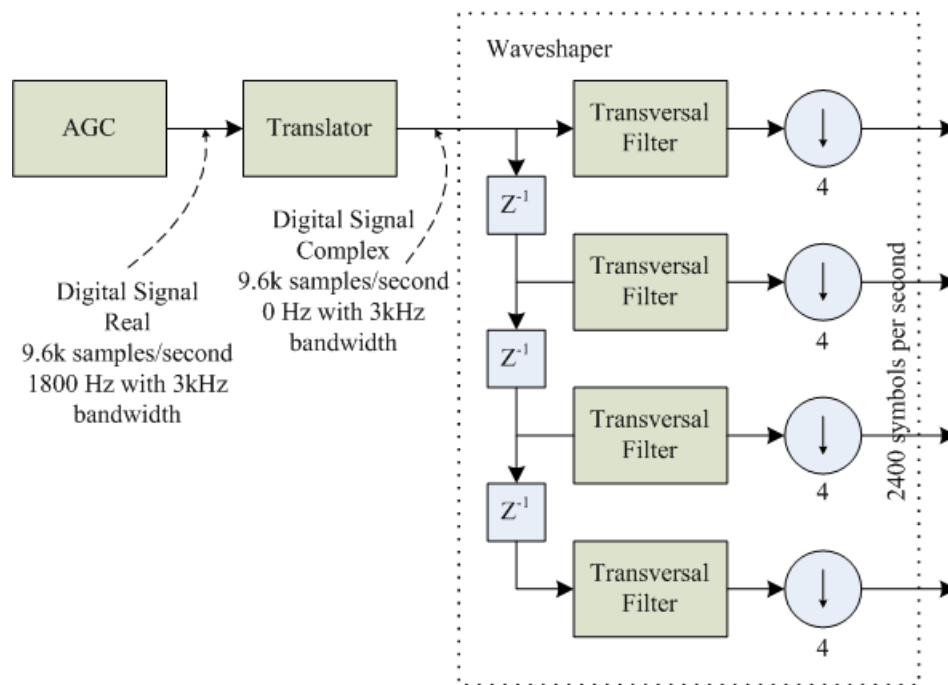 Waveshaper
AGC
Translator
Transversal
Filter
4
Z-1
Digital Signal
Real
9.6k samples/second
1800 Hz with 3kHz
bandwidth
Digital Signal
Complex
9.6k samples/second
0 Hz with 3kHz
bandwidth
Transversal
Filter
4
Z-1
Transversal
Filter
4
Z-1
Transversal
Filter
4
2400 symbols per second